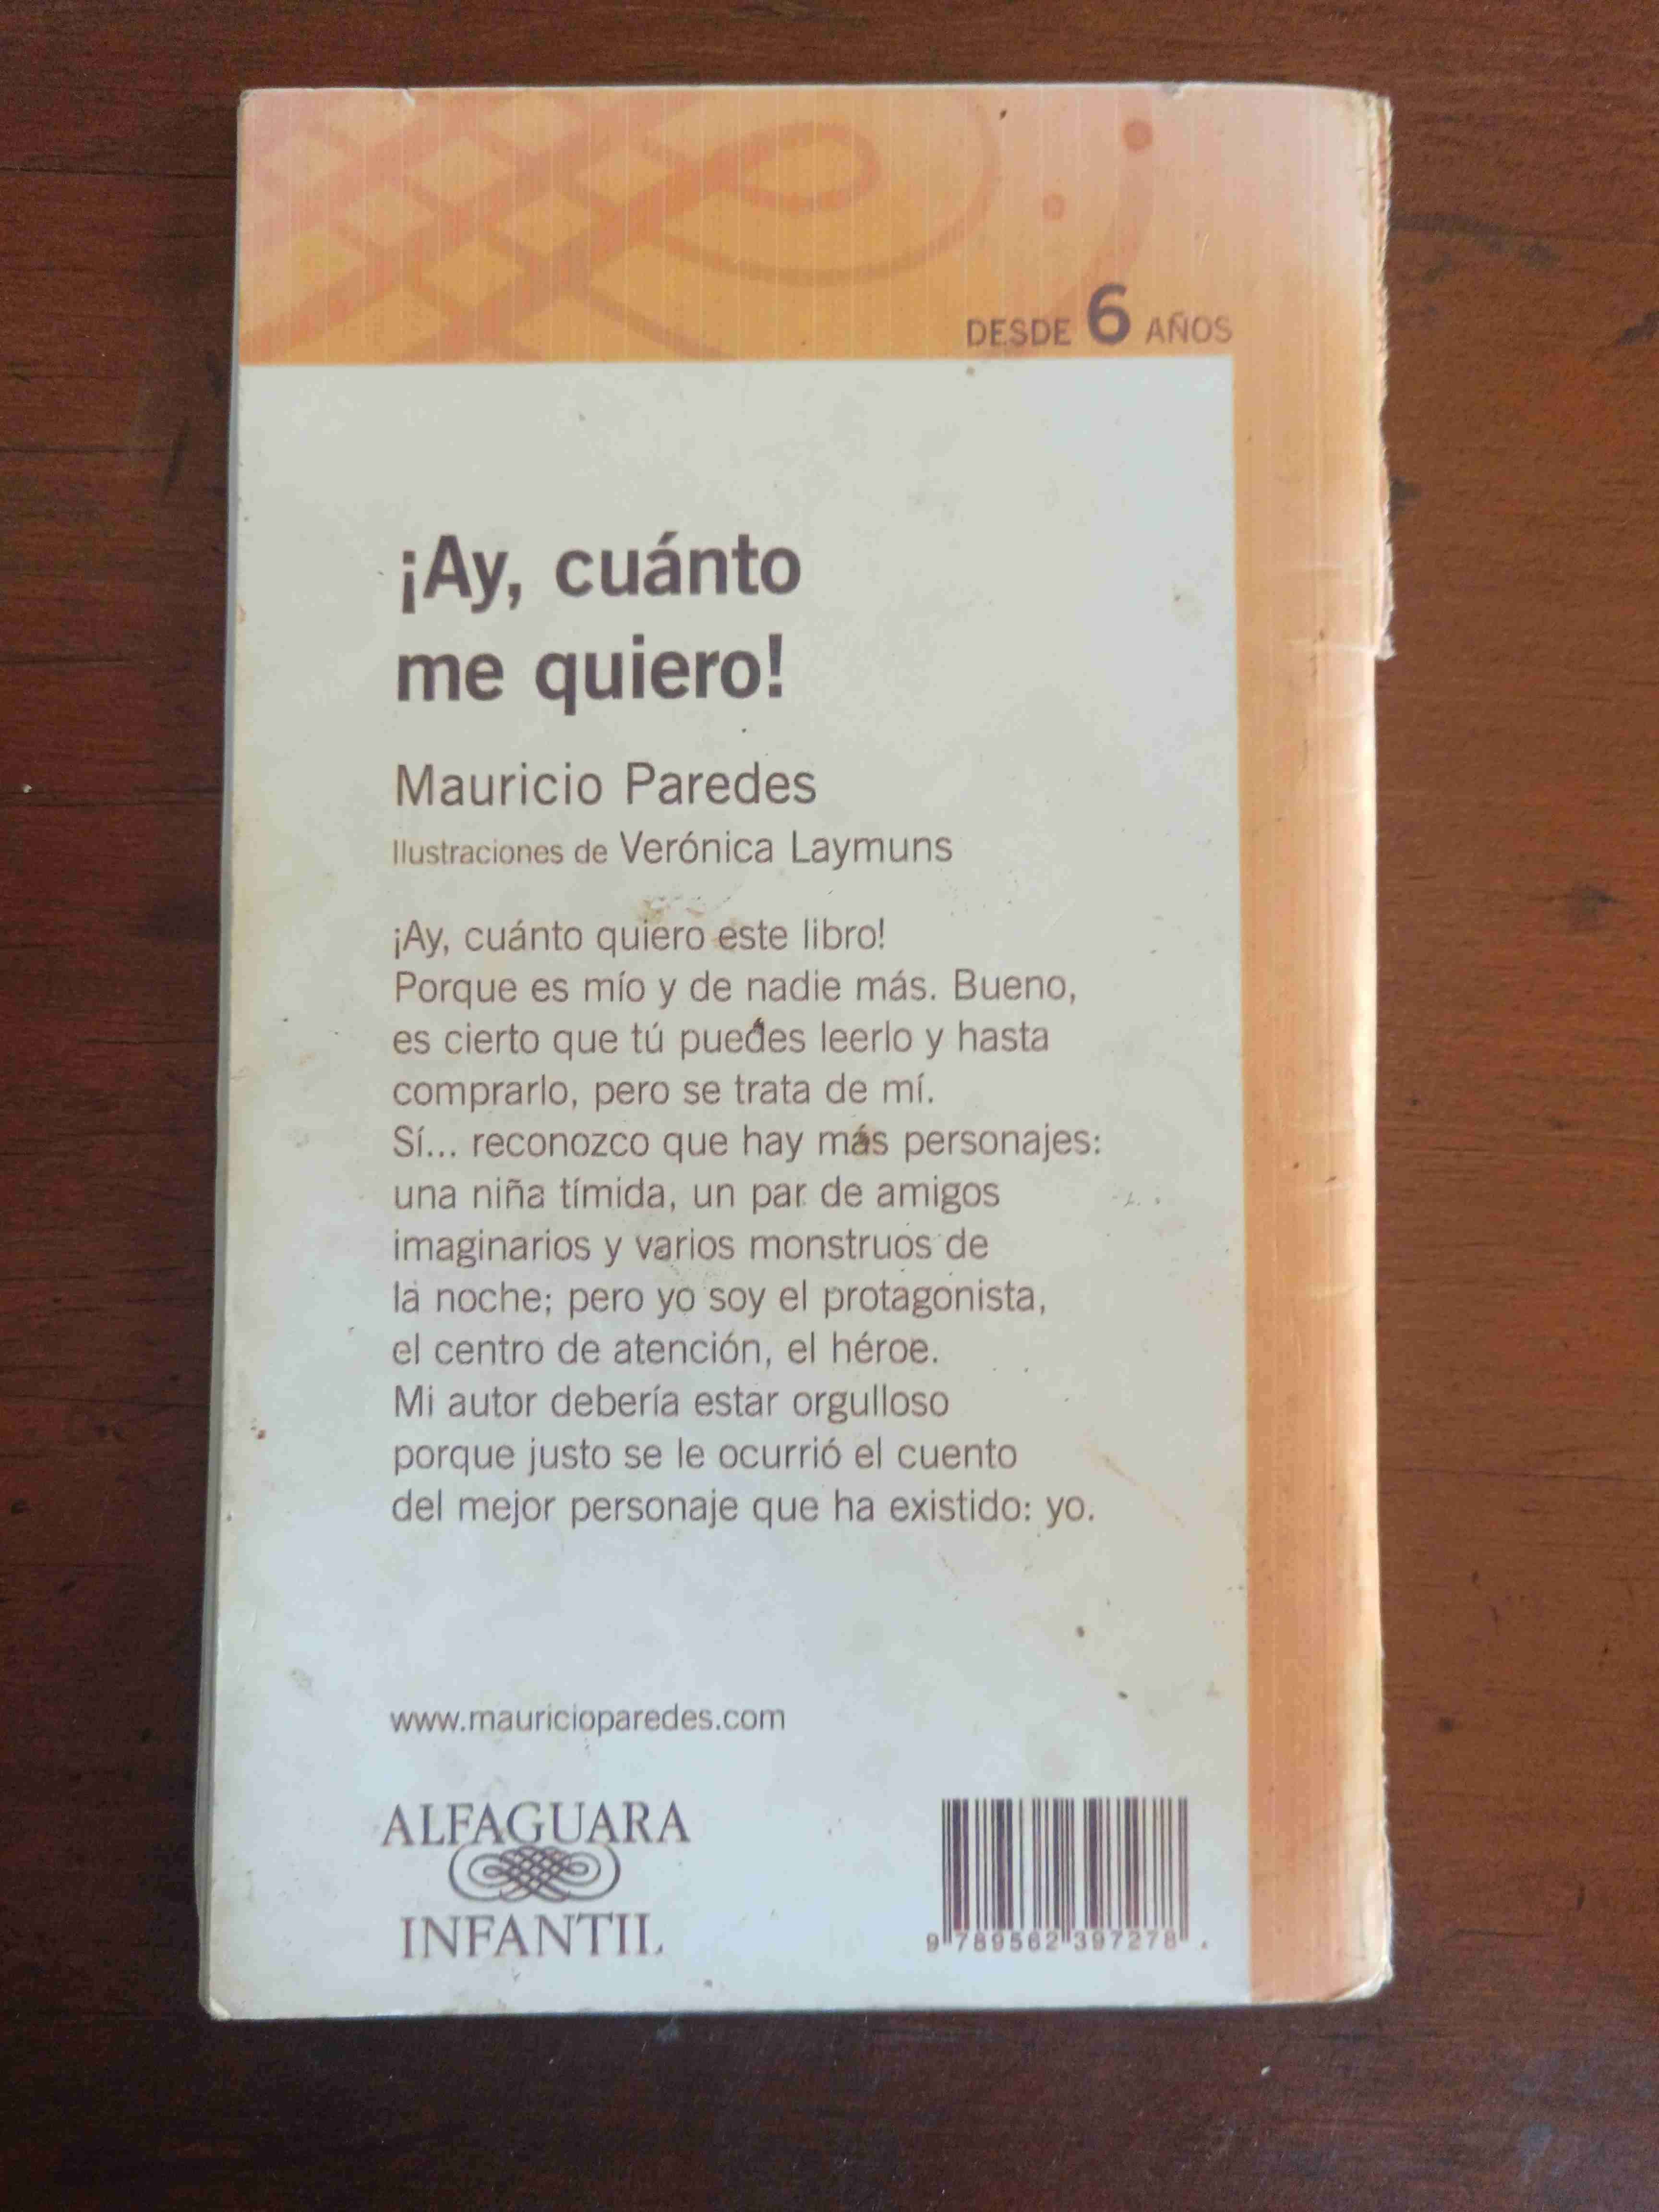 DESDE 6 AÑOS
¡Ay, cuánto
me quiero!
Mauricio Paredes
Ilustraciones de Verónica Laymuns
¡Ay, cuánto quiero este libro!
Porque es mío y de nadie más. Bueno,
es cierto que tú puedes leerlo y hasta
comprarlo, pero se trata de mí.
Sí... reconozco que hay más personajes:
una niña tímida, un par de amigos
imaginarios y varios monstruos de
la noche; pero yo soy el protagonista,
el centro de atención, el héroe.
Mi autor debería estar orgulloso
porque justo se le ocurrió el cuento
del mejor personaje que ha existido: yo.
www.mauricioparedes.com
ALFAGUARA
INFANTIL
9 789562 397278